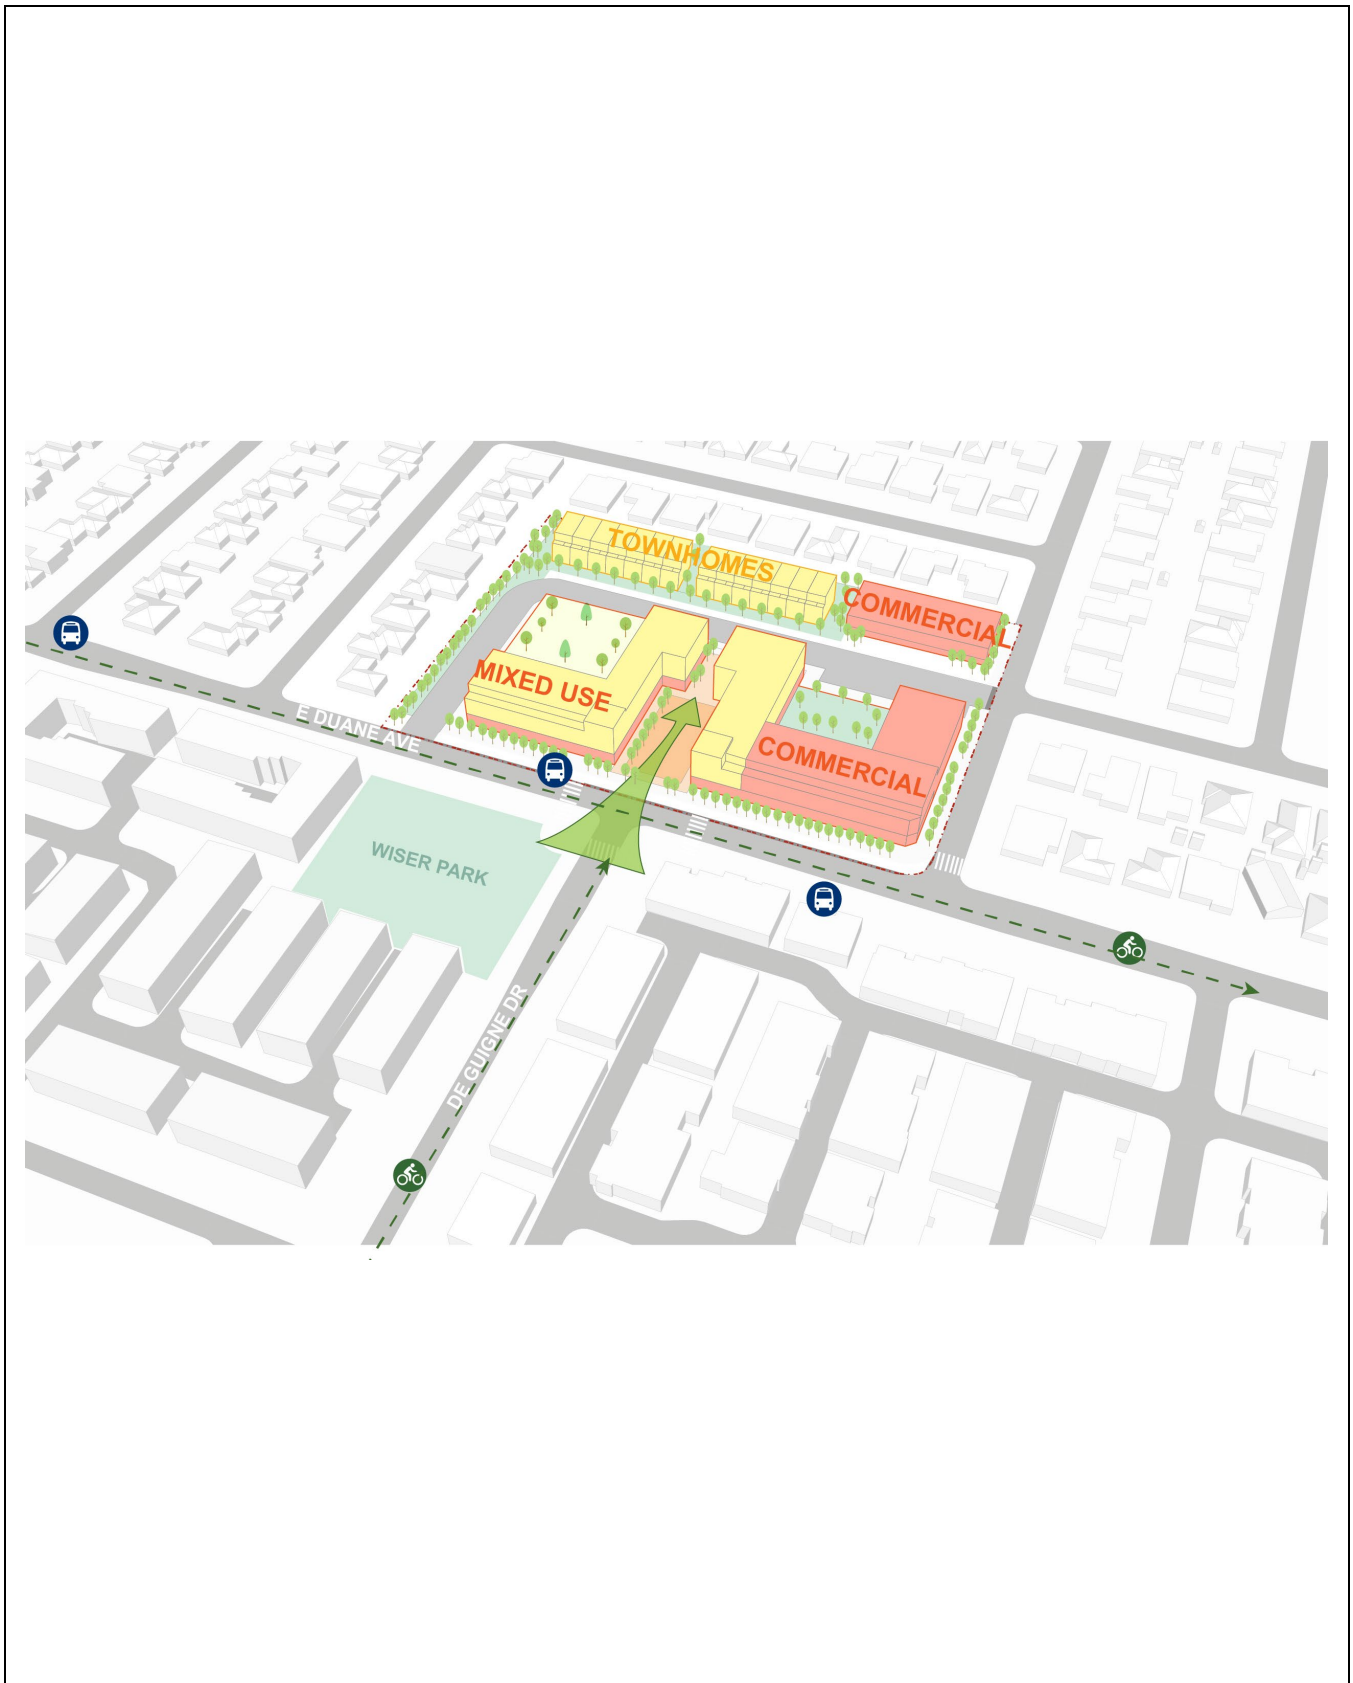 TOWNHOMES
COMMERCIAL
MIXED USE
E DUANE AVE
COMMERCIAL
WISER PARK
DE GUIGNE DR